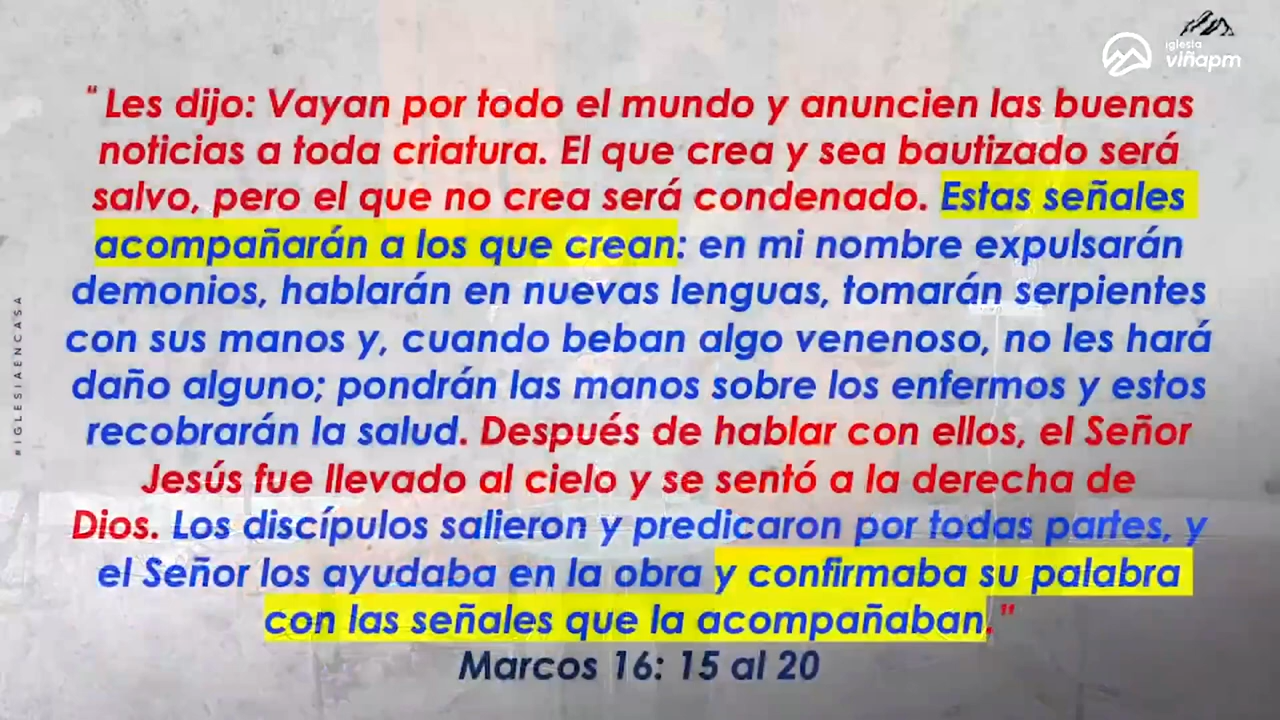 iglesia
viñapm
" Les dijo: Vayan por todo el mundo y anuncien las buenas
noticias a toda criatura. El que crea y sea bautizado será
salvo, pero el que no crea será condenado. Estas señales
acompañarán a los que crean: en mi nombre expulsarán
demonios, hablarán en nuevas lenguas, tomarán serpientes
con sus manos y, cuando beban algo venenoso, no les hará
daño alguno; pondrán las manos sobre los enfermos y estos
recobrarán la salud. Después de hablar con ellos, el Señor
Jesús fue llevado al cielo y se sentó a la derecha de
Dios. Los discípulos salieron y predicaron por todas partes, y
el Señor los ayudaba en la obra y confirmaba su palabra
con las señales que la acompañaban."
Marcos 16: 15 al 20
#IGLESIAENCASA